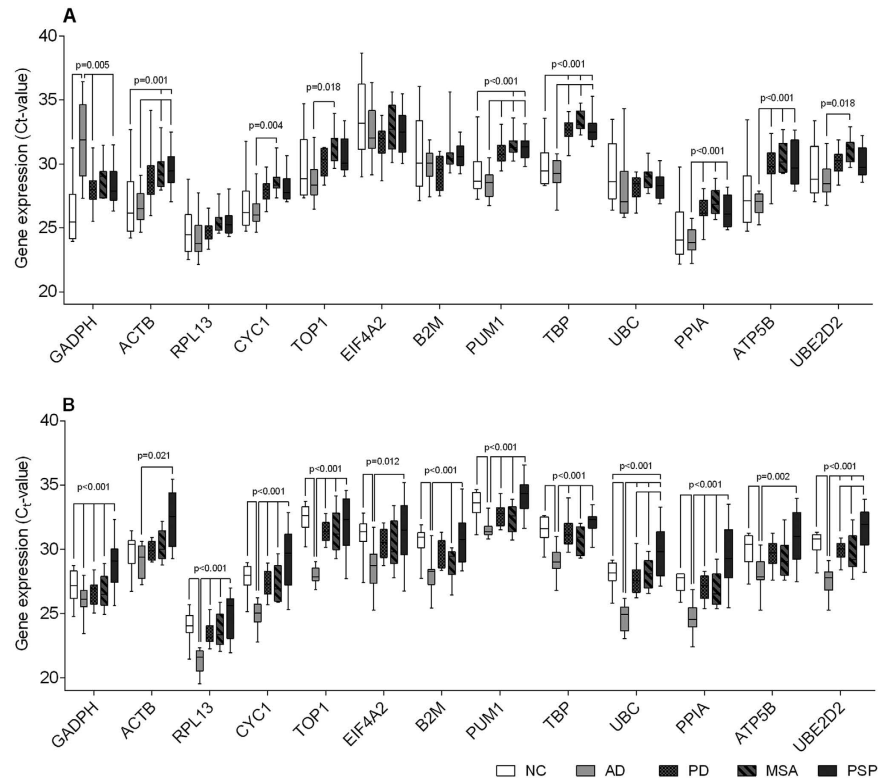 A
Gene expression (Ct-value)
40
35
30
25
20
p=0.005
p=0.001
p=0.004
p=0.018
p<0.001
p<0.001
p<0.001
p<0.001
p=0.018
GADPH
ACTB
RPL13
CYC1
TOP1
EIF4A2
B2M
PUM1
TBP
UBC
PPIA
ATP5B
UBE2D2
B
Gene expression (Ct-value)
40
35
30
25
20
p<0.001
p=0.021
p<0.001
p<0.001
p<0.001
p=0.012
p<0.001
p<0.001
p<0.001
p<0.001
p<0.001
p=0.002
p<0.001
GADPH
ACTB
RPL13
CYC1
TOP1
EIF4A2
B2M
PUM1
TBP
UBC
PPIA
ATP5B
UBE2D2
NC AD PD MSA PSP